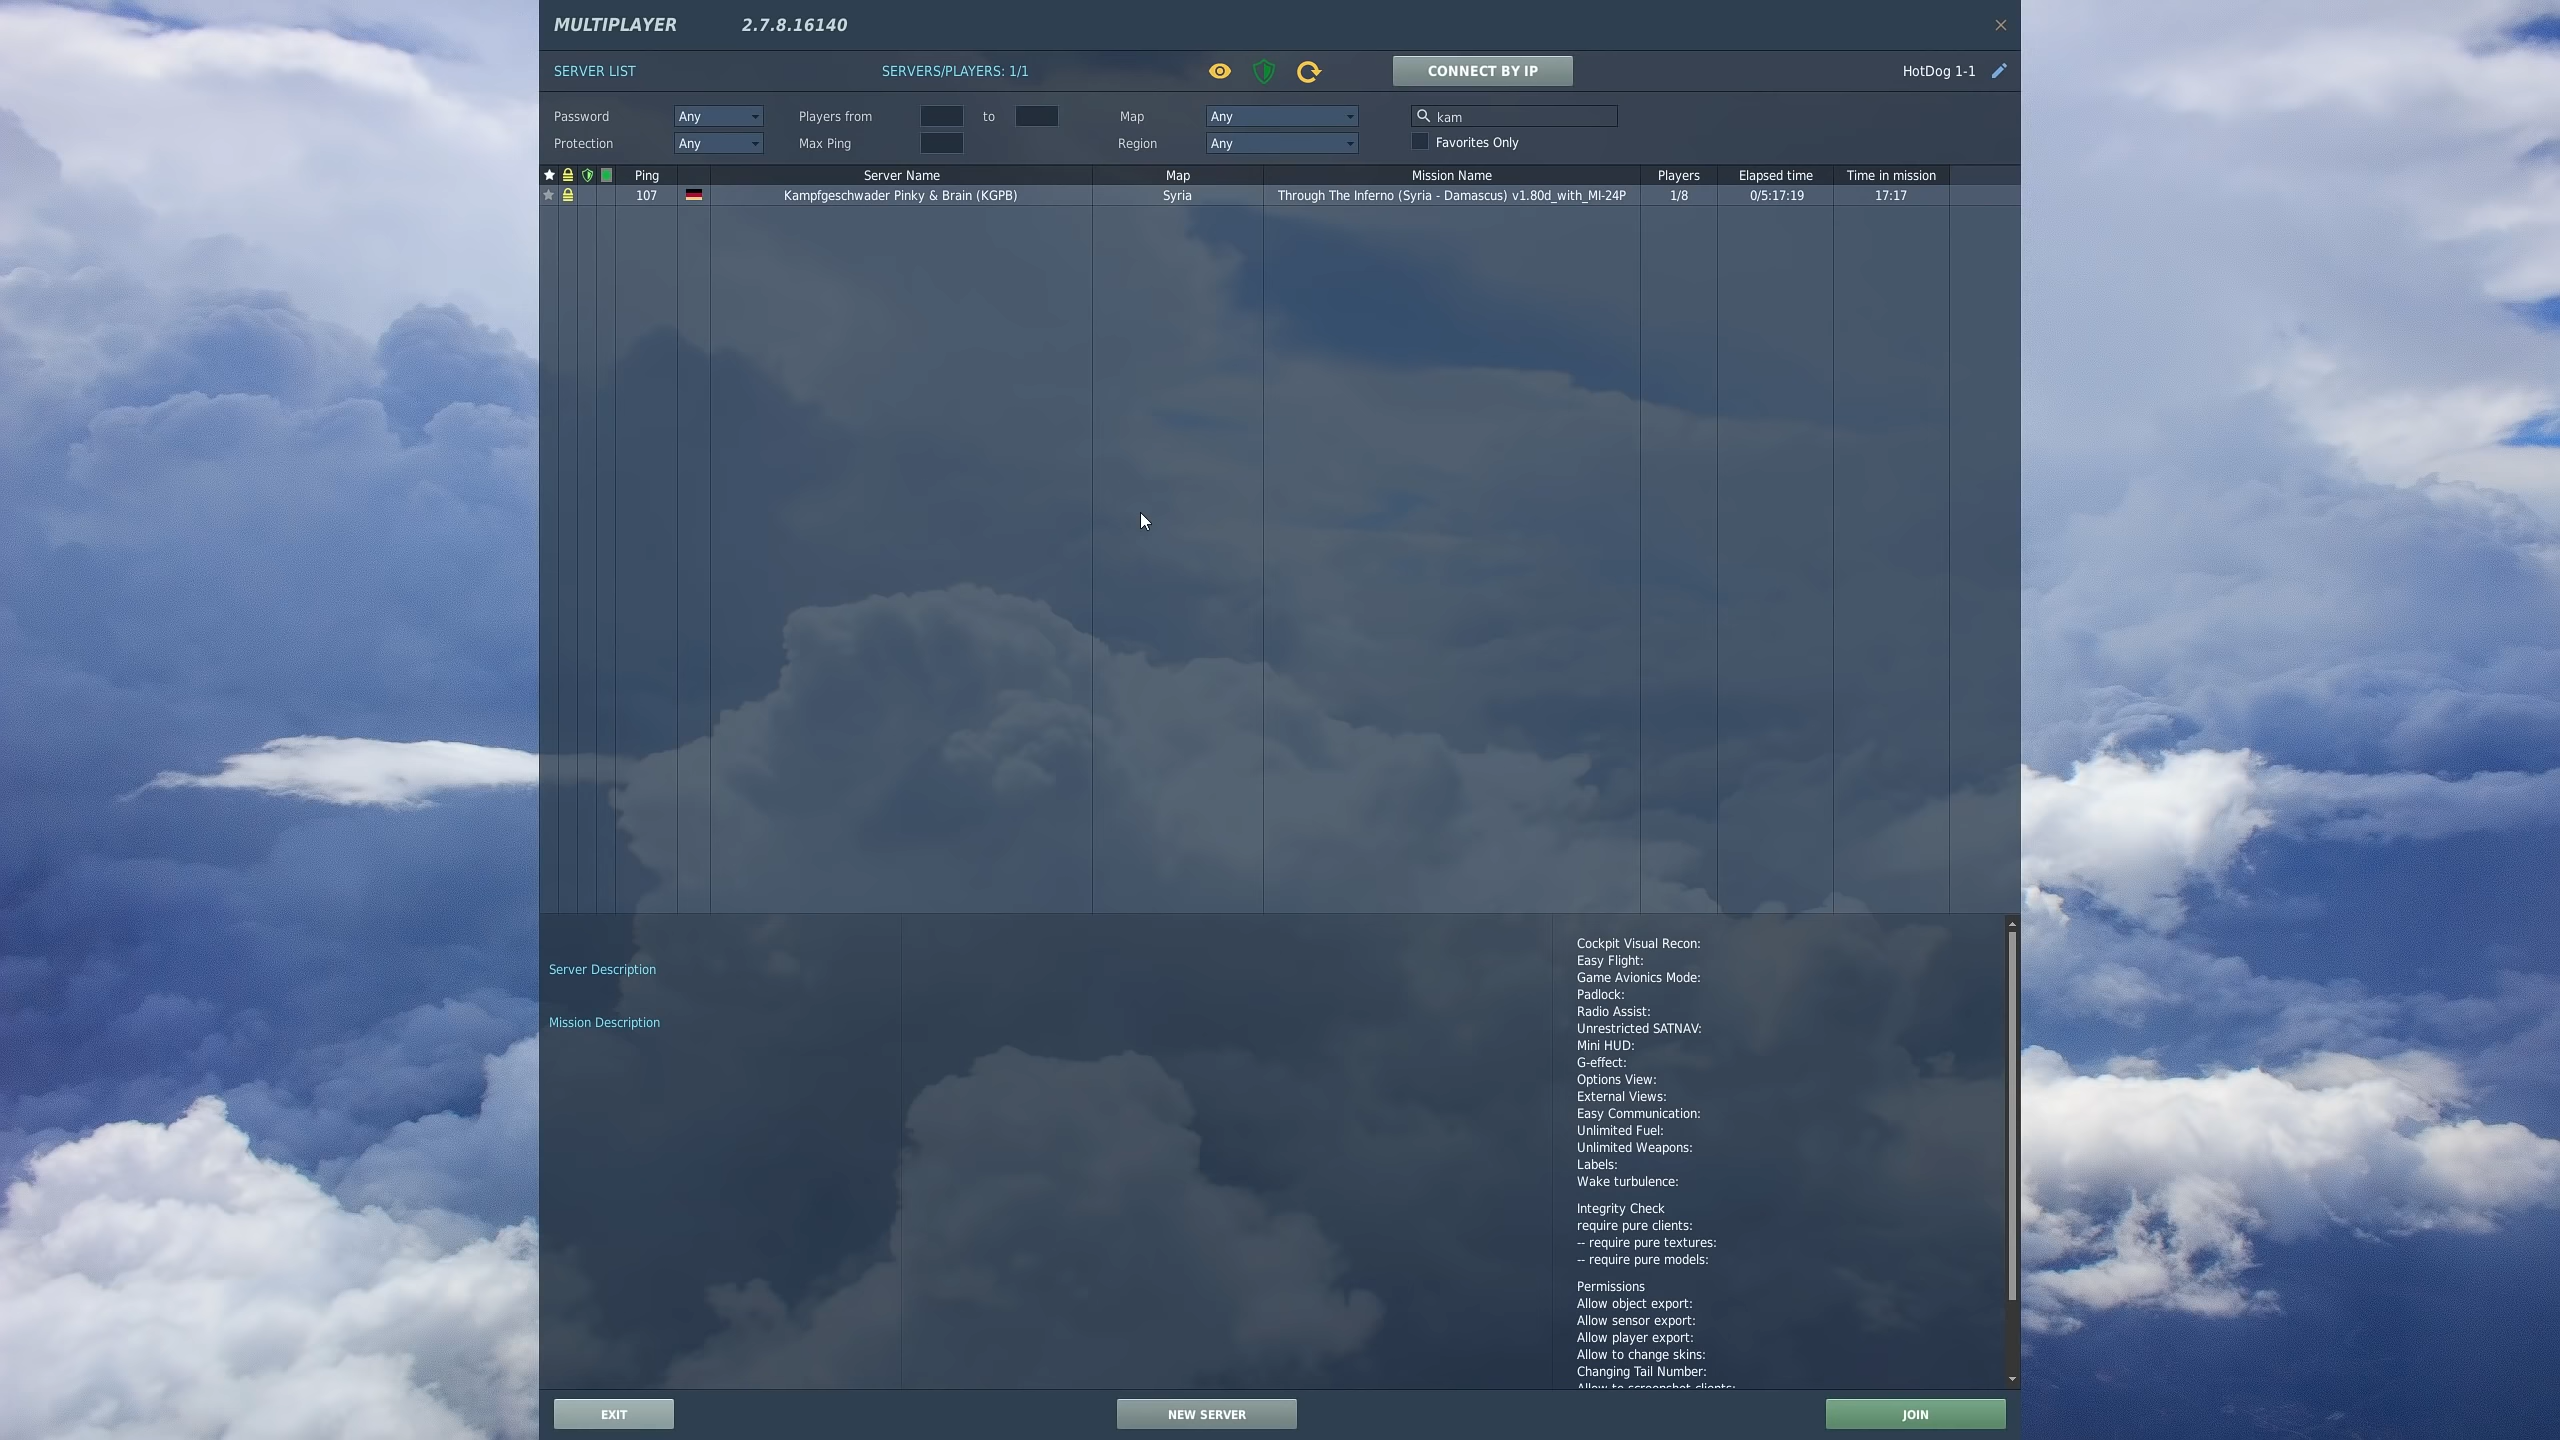 MULTIPLAYER 2.7.8.16140
SERVER LIST SERVERS/PLAYERS: 1/1 CONNECT BY IP HotDog 1-1
Password Any Players from to Map Any kam
Protection Any Max Ping Region Any Favorites Only
Ping Server Name Map Mission Name Players Elapsed time Time in mission
107 Kampfgeschwader Pinky & Brain (KGPB) Syria Through The Inferno (Syria - Damascus) v1.80d_with_MI-24P 1/8 0/5:17:19 17:17
Server Description
Mission Description
Cockpit Visual Recon:
Easy Flight:
Game Avionics Mode:
Padlock:
Radio Assist:
Unrestricted SATNAV:
Mini HUD:
G-effect:
Options View:
External Views:
Easy Communication:
Unlimited Fuel:
Unlimited Weapons:
Labels:
Wake turbulence:
Integrity Check
require pure clients:
-- require pure textures:
-- require pure models:
Permissions
Allow object export:
Allow sensor export:
Allow player export:
Allow to change skins:
Changing Tail Number:
Allow to screenshot clients:
EXIT NEW SERVER JOIN